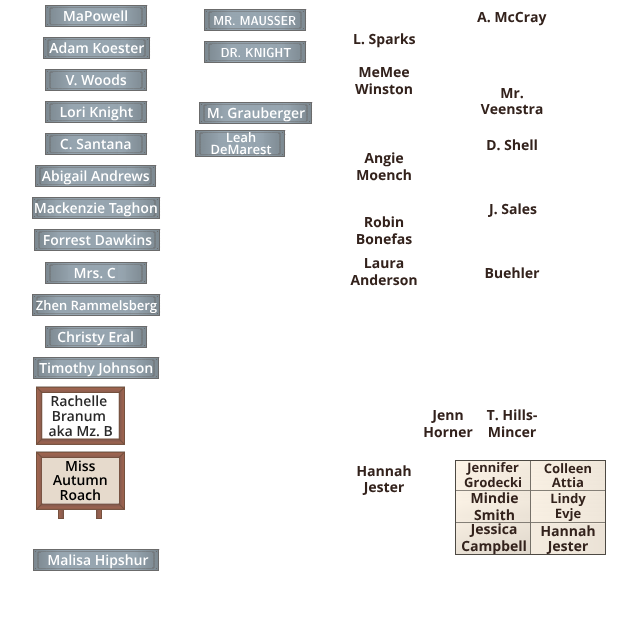 MaPowell
Adam Koester
V. Woods
Lori Knight
C. Santana
Abigail Andrews
Mackenzie Taghon
Forrest Dawkins
Mrs. C
Zhen Rammelsberg
Christy Eral
Timothy Johnson
Rachelle
Branum
aka Mz. B
Miss
Autumn
Roach
Malisa Hipshur
MR. MAUSSER
DR. KNIGHT
M. Grauberger
Leah
DeMarest
L. Sparks
MeMee
Winston
Angie
Moench
Robin
Bonefas
Laura
Anderson
Hannah
Jester
A. McCray
Mr.
Veenstra
D. Shell
J. Sales
Buehler
Jenn
Horner
T. Hills-
Mincer
Jennifer
Grodecki
Colleen
Attia
Mindie
Smith
Lindy
Evje
Jessica
Campbell
Hannah
Jester